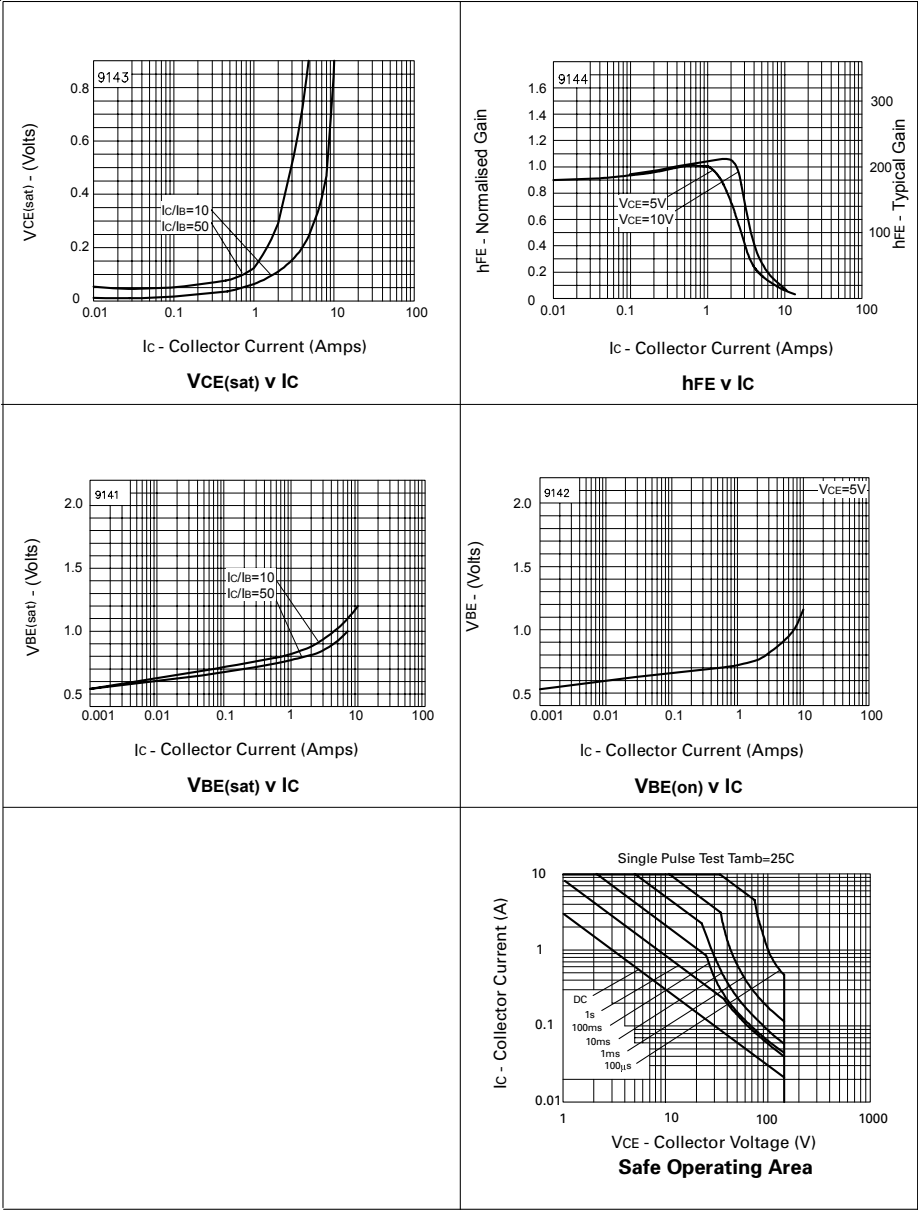 9143
0.8
0.6
0.4
0.2
0
0.01
0.1
1
10
100
VCE(sat) - (Volts)
IC/IB=10
IC/IB=50
IC - Collector Current (Amps)
VCE(sat) v IC
9144
1.6
1.4
1.2
1.0
0.8
0.6
0.4
0.2
0
0.01
0.1
1
10
100
300
200
100
hFE - Normalised Gain
hFE - Typical Gain
VCE=5V
VCE=10V
IC - Collector Current (Amps)
hFE v IC
9141
2.0
1.5
1.0
0.5
0.001
0.01
0.1
1
10
100
VBE(sat) - (Volts)
IC/IB=10
IC/IB=50
IC - Collector Current (Amps)
VBE(sat) v IC
9142
VCE=5V
2.0
1.5
1.0
0.5
0.001
0.01
0.1
1
10
100
VBE - (Volts)
IC - Collector Current (Amps)
VBE(on) v IC
Single Pulse Test Tamb=25C
10
1
0.1
0.01
1
10
100
1000
IC - Collector Current (A)
DC
1s
100ms
10ms
1ms
100µs
VCE - Collector Voltage (V)
Safe Operating Area